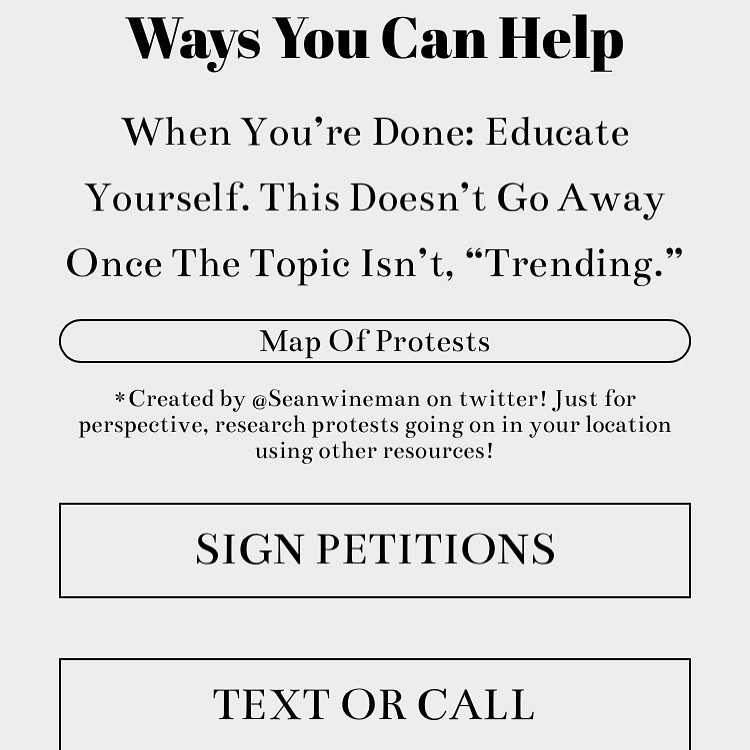 Ways You Can Help
When You’re Done: Educate
Yourself. This Doesn’t Go Away
Once The Topic Isn’t, “Trending.”
Map Of Protests
*Created by @Seanwineman on twitter! Just for
perspective, research protests going on in your location
using other resources!
SIGN PETITIONS
TEXT OR CALL